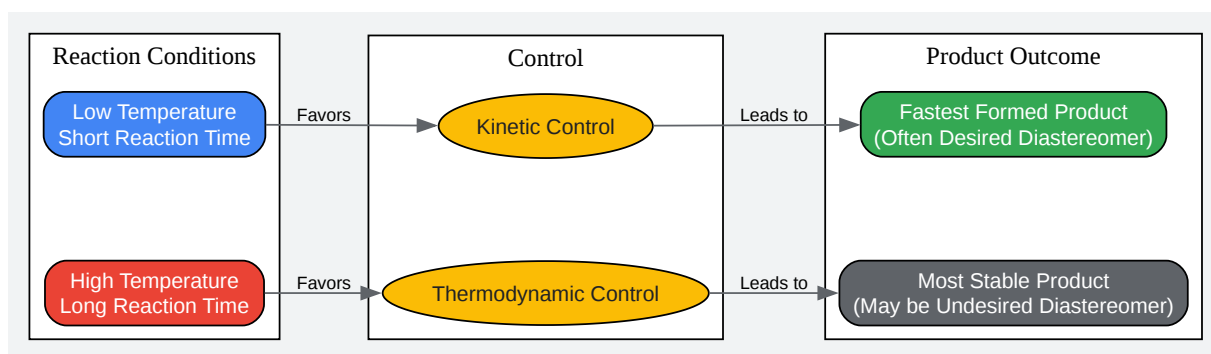 Reaction Conditions
Control
Product Outcome
Low Temperature
Short Reaction Time
Favors
Kinetic Control
Leads to
Fastest Formed Product
(Often Desired Diastereomer)
High Temperature
Long Reaction Time
Favors
Thermodynamic Control
Leads to
Most Stable Product
(May be Undesired Diastereomer)